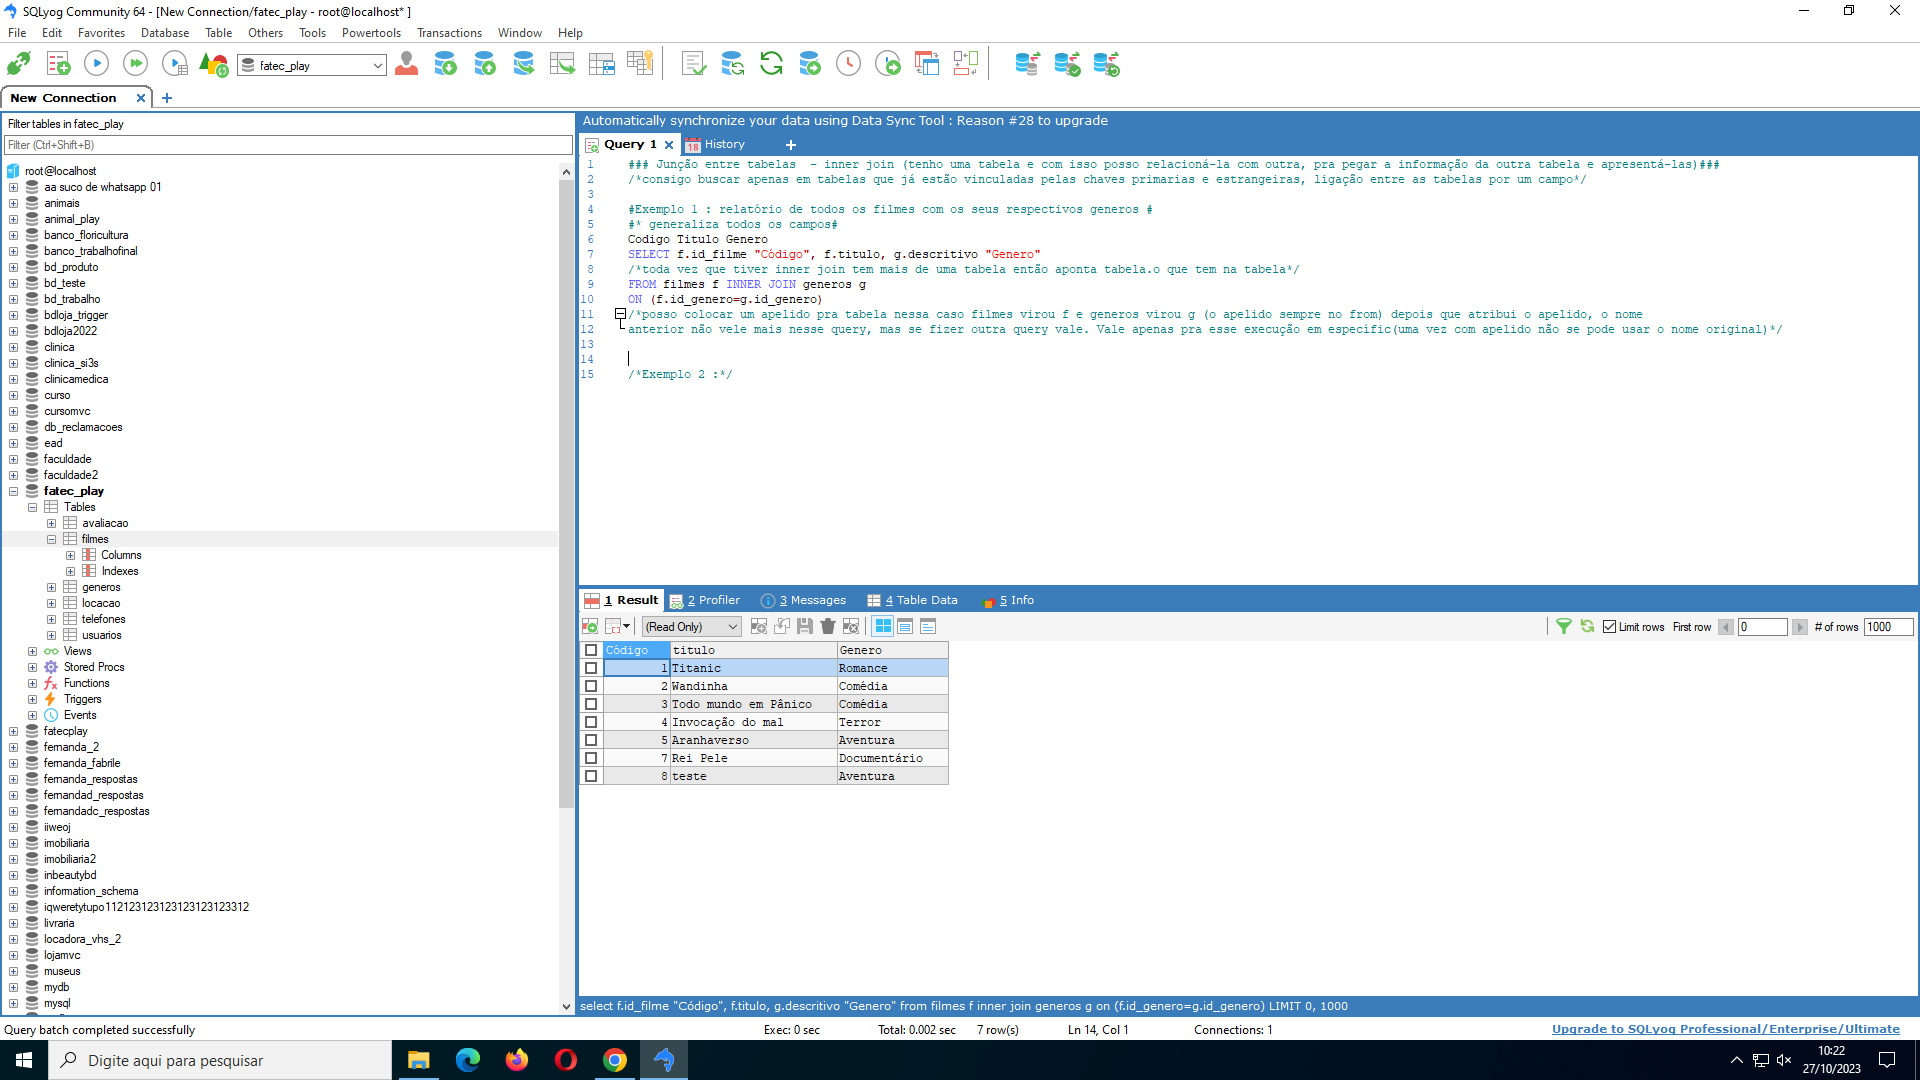 SQLyog Community 64 - [New Connection/fatec_play - root@localhost* ]
File Edit Favorites Database Table Others Tools Powertools Transactions Window Help
fatec_play
New Connection
Filter tables in fatec_play
Filter (Ctrl+Shift+B)
root@localhost
aa suco de whatsapp 01
animais
animal_play
banco_floricultura
banco_trabalhofinal
bd_produto
bd_teste
bd_trabalho
bdloja_trigger
bdloja2022
clinica
clinica_si3s
clinicamedica
curso
cursomvc
db_reclamacoes
ead
faculdade
faculdade2
fatec_play
Tables
avaliacao
filmes
Columns
Indexes
generos
locacao
telefones
usuarios
Views
Stored Procs
Functions
Triggers
Events
fatecplay
fernanda_2
fernanda_fabrile
fernanda_respostas
fernandad_respostas
fernandadc_respostas
iiweoj
imobiliaria
imobiliaria2
inbeautybd
information_schema
iqweretytupo112123123123123123123312
livraria
locadora_vhs_2
lojamvc
museus
mydb
mysql
Automatically synchronize your data using Data Sync Tool : Reason #28 to upgrade
Query 1 History
18
1 ### Junção entre tabelas  - inner join (tenho uma tabela e com isso posso relacioná-la com outra, pra pegar a informação da outra tabela e apresentá-las)###
2 /*consigo buscar apenas em tabelas que já estão vinculadas pelas chaves primarias e estrangeiras, ligação entre as tabelas por um campo*/
3
4 #Exemplo 1 : relatório de todos os filmes com os seus respectivos generos #
5 #* generaliza todos os campos#
6 Codigo Titulo Genero
7 SELECT f.id_filme "Código", f.titulo, g.descritivo "Genero"
8 /*toda vez que tiver inner join tem mais de uma tabela então aponta tabela.o que tem na tabela*/
9 FROM filmes f INNER JOIN generos g
10 ON (f.id_genero=g.id_genero)
11 /*posso colocar um apelido pra tabela nessa caso filmes virou f e generos virou g (o apelido sempre no from) depois que atribui o apelido, o nome
12 anterior não vele mais nesse query, mas se fizer outra query vale. Vale apenas pra esse execução em específic(uma vez com apelido não se pode usar o nome original)*/
13
14
15 /*Exemplo 2 :*/
1 Result 2 Profiler 3 Messages 4 Table Data 5 Info
(Read Only) Limit rows First row 0 # of rows 1000
Código titulo Genero
1 Titanic Romance
2 Wandinha Comédia
3 Todo mundo em Pânico Comédia
4 Invocação do mal Terror
5 Aranhaverso Aventura
7 Rei Pele Documentário
8 teste Aventura
select f.id_filme "Código", f.titulo, g.descritivo "Genero" from filmes f inner join generos g on (f.id_genero=g.id_genero) LIMIT 0, 1000
Query batch completed successfully Exec: 0 sec Total: 0.002 sec 7 row(s) Ln 14, Col 1 Connections: 1 Upgrade to SQLyog Professional/Enterprise/Ultimate
Digite aqui para pesquisar
10:22
27/10/2023